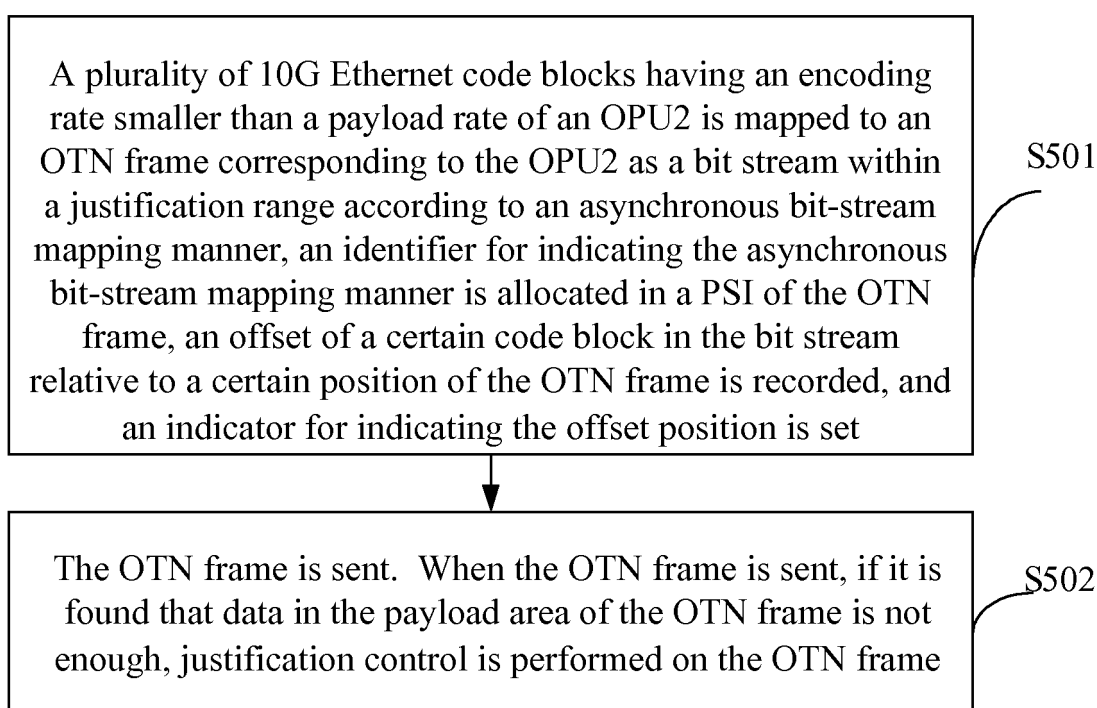 A plurality of 10G Ethernet code blocks having an encoding
rate smaller than a payload rate of an OPU2 is mapped to an
OTN frame corresponding to the OPU2 as a bit stream within
a justification range according to an asynchronous bit-stream
mapping manner, an identifier for indicating the asynchronous
bit-stream mapping manner is allocated in a PSI of the OTN
frame, an offset of a certain code block in the bit stream
relative to a certain position of the OTN frame is recorded, and
an indicator for indicating the offset position is set
S501
The OTN frame is sent. When the OTN frame is sent, if it is
found that data in the payload area of the OTN frame is not
enough, justification control is performed on the OTN frame
S502